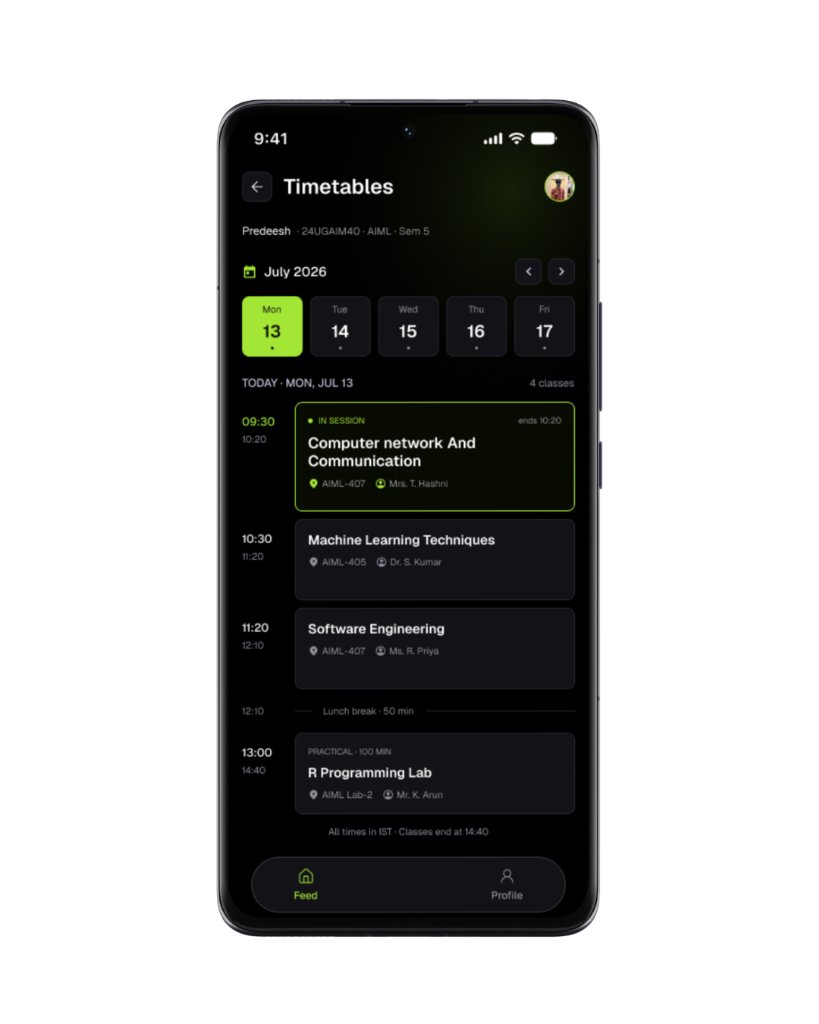 9:41
Timetables
Predeesh · 24UGAIM40 · AIML · Sem 5
July 2026
Mon Tue Wed Thu Fri
13 14 15 16 17
TODAY · MON, JUL 13 4 classes
09:30
10:20
IN SESSION ends 10:20
Computer network And
Communication
AIML-407 Mrs. T. Hashni
10:30
11:20
Machine Learning Techniques
AIML-405 Dr. S. Kumar
11:20
12:10
Software Engineering
AIML-407 Ms. R. Priya
12:10 Lunch break · 50 min
13:00
14:40
PRACTICAL · 100 MIN
R Programming Lab
AIML Lab-2 Mr. K. Arun
All times in IST · Classes end at 14:40
Feed Profile